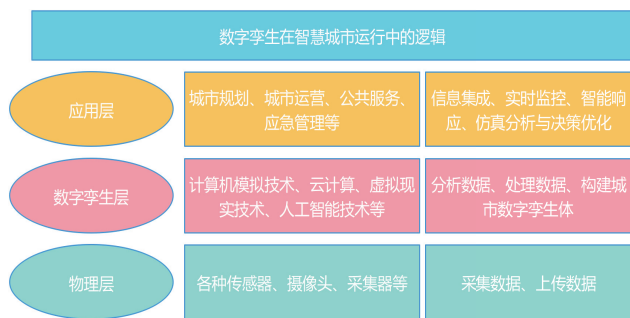 数字孪生在智慧城市运行中的逻辑
应用层
城市规划、城市运营、公共服务、
应急管理等
信息集成、实时监控、智能响
应、仿真分析与决策优化
数字孪生层
计算机模拟技术、云计算、虚拟现
实技术、人工智能技术等
分析数据、处理数据、构建城
市数字孪生体
物理层
各种传感器、摄像头、采集器等
采集数据、上传数据